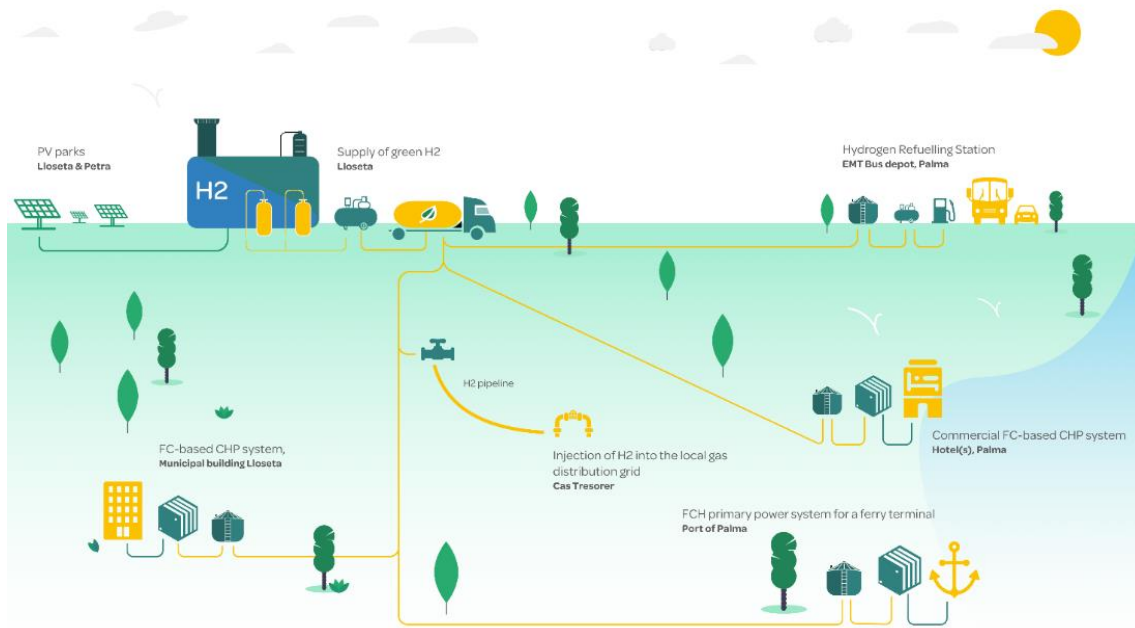 PV parks
Lloseta & Petra
H2
Supply of green H2
Lloseta
Hydrogen Refuelling Station
EMT Bus depot, Palma
H2 pipeline
Injection of H2 into the local gas
distribution grid
Cas Tresorer
Commercial FC-based CHP system
Hotel(s), Palma
FC-based CHP system,
Municipal building Lloseta
FCH primary power system for a ferry terminal
Port of Palma